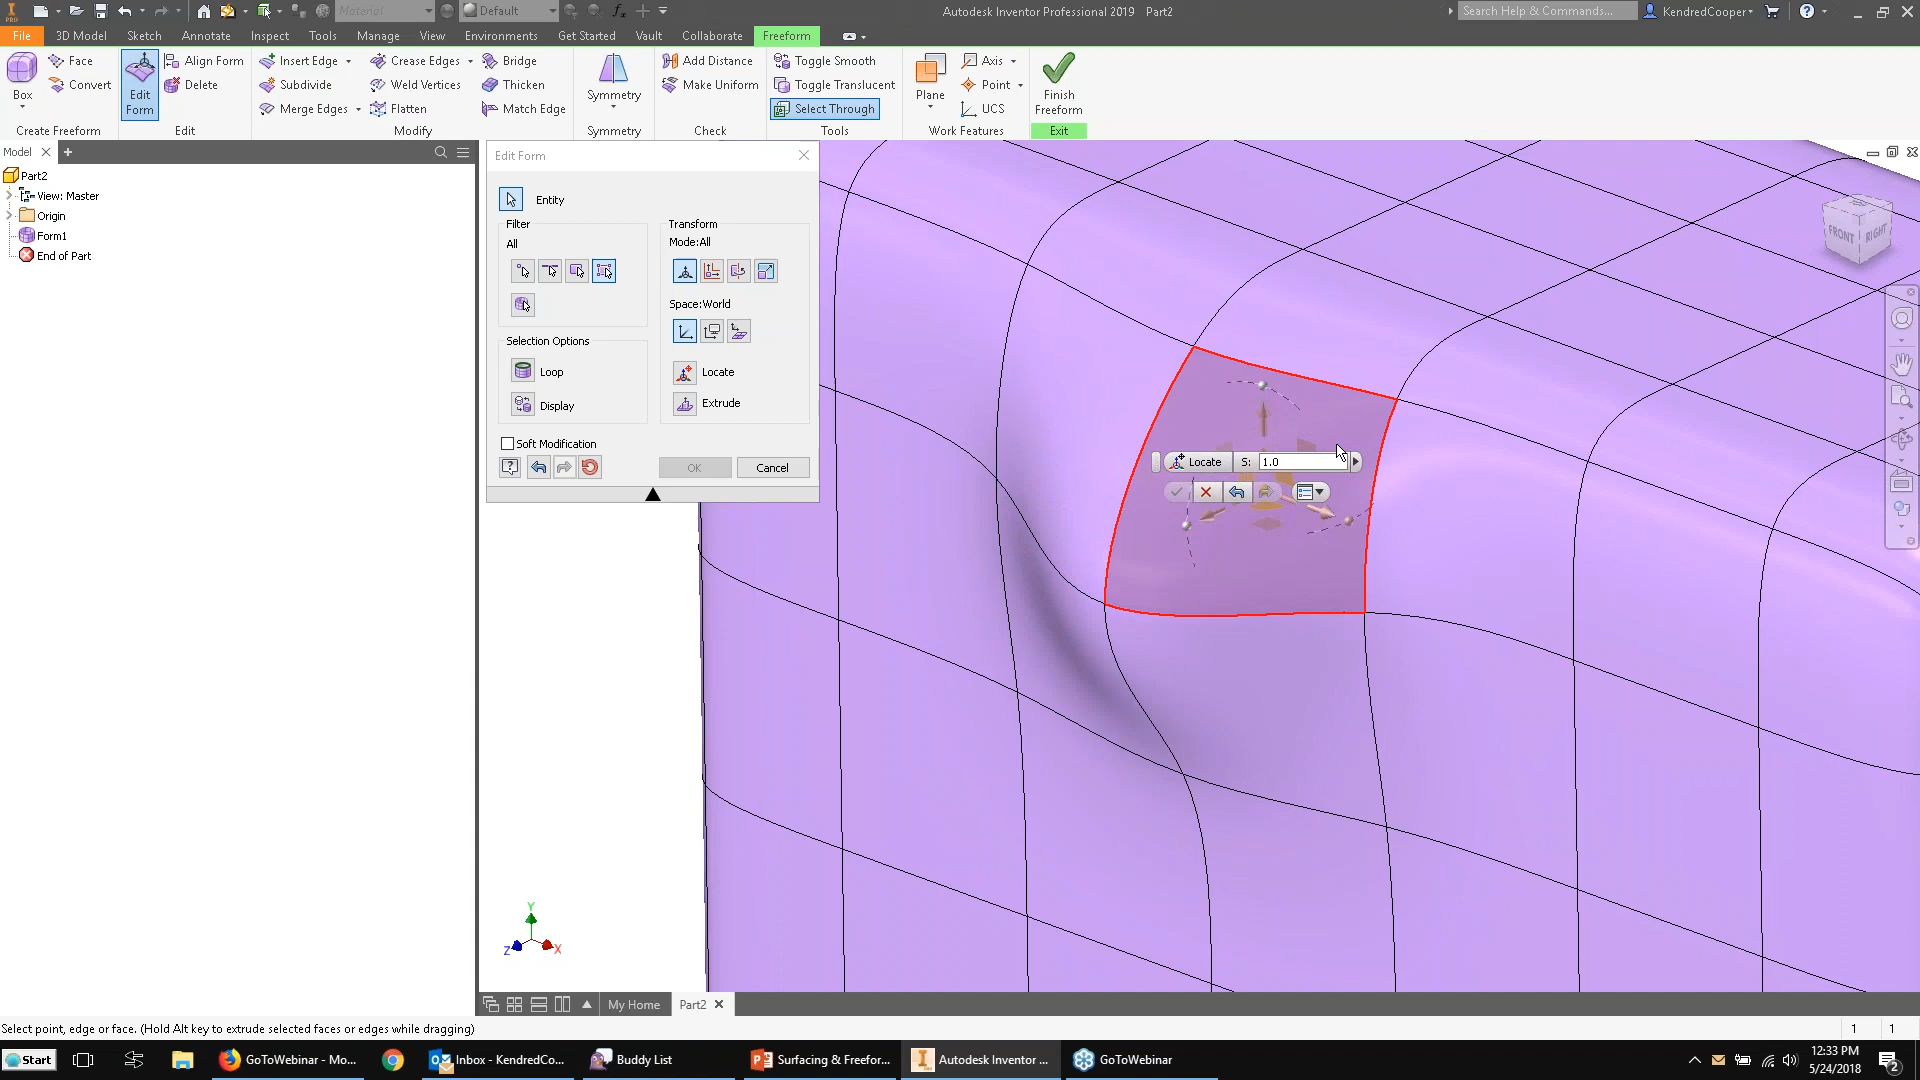 Material
Default
Autodesk Inventor Professional 2019 Part2
Search Help & Commands...
KendredCooper
PRO
File 3D Model Sketch Annotate Inspect Tools Manage View Environments Get Started Vault Collaborate Freeform
Box
Face
Convert
Create Freeform
Edit Form
Align Form
Delete
Edit
Insert Edge
Subdivide
Merge Edges
Crease Edges
Weld Vertices
Flatten
Bridge
Thicken
Match Edge
Modify
Symmetry
Symmetry
Add Distance
Make Uniform
Check
Toggle Smooth
Toggle Translucent
Select Through
Tools
Plane
Axis
Point
UCS
Work Features
Finish Freeform
Exit
Model
Part2
View: Master
Origin
Form1
End of Part
Edit Form
Entity
Filter
All
Selection Options
Loop
Display
Transform
Mode:All
Space:World
Locate
Extrude
Soft Modification
OK
Cancel
Locate S: 1.0
FRONT RIGHT
Y
Z
X
My Home
Part2
Select point, edge or face. (Hold Alt key to extrude selected faces or edges while dragging)
1 1
Start
GoToWebinar - Mo...
Inbox - KendredCo...
Buddy List
Surfacing & Freefor...
Autodesk Inventor ...
GoToWebinar
12:33 PM
5/24/2018
2